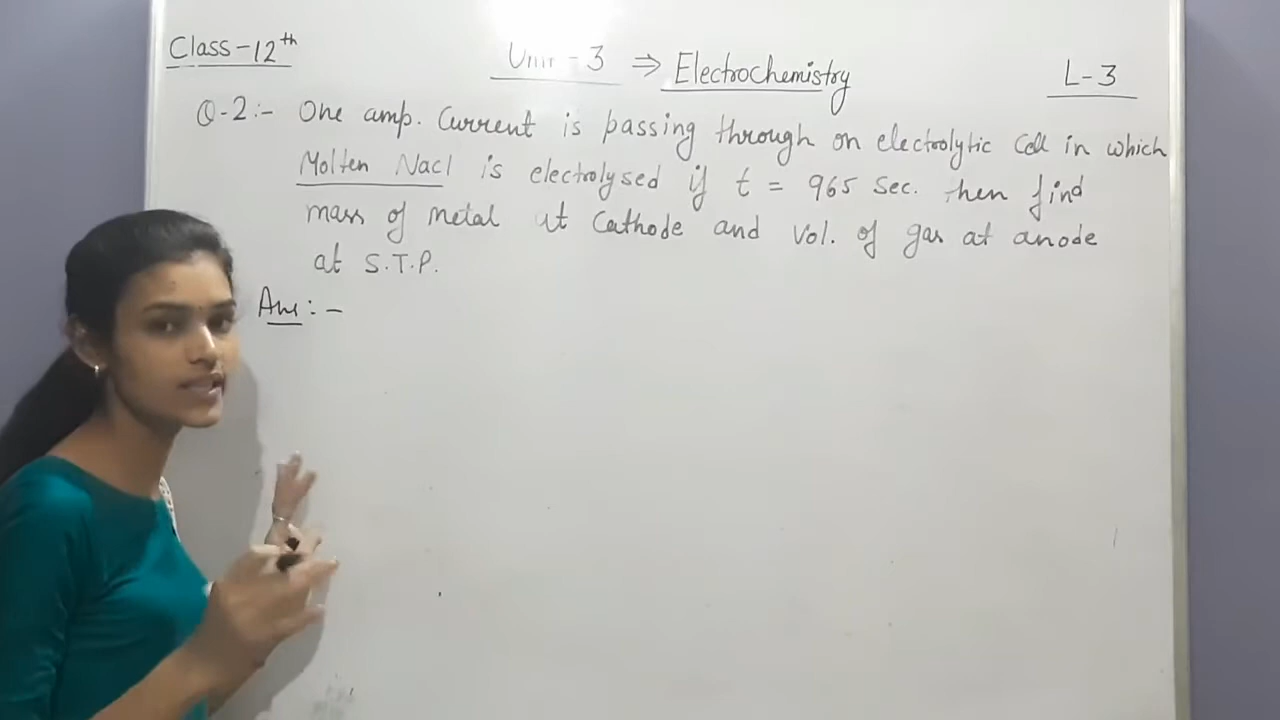 Class-12th
Unit - 3 ⇒ Electrochemistry
L-3
Q-2:- One amp. Current is passing through on electrolytic Cell in which
Molten Nacl is electrolysed if t = 965 Sec. then find
mass of metal at Cathode and Vol. of gas at anode
at S.T.P.
Ans:-